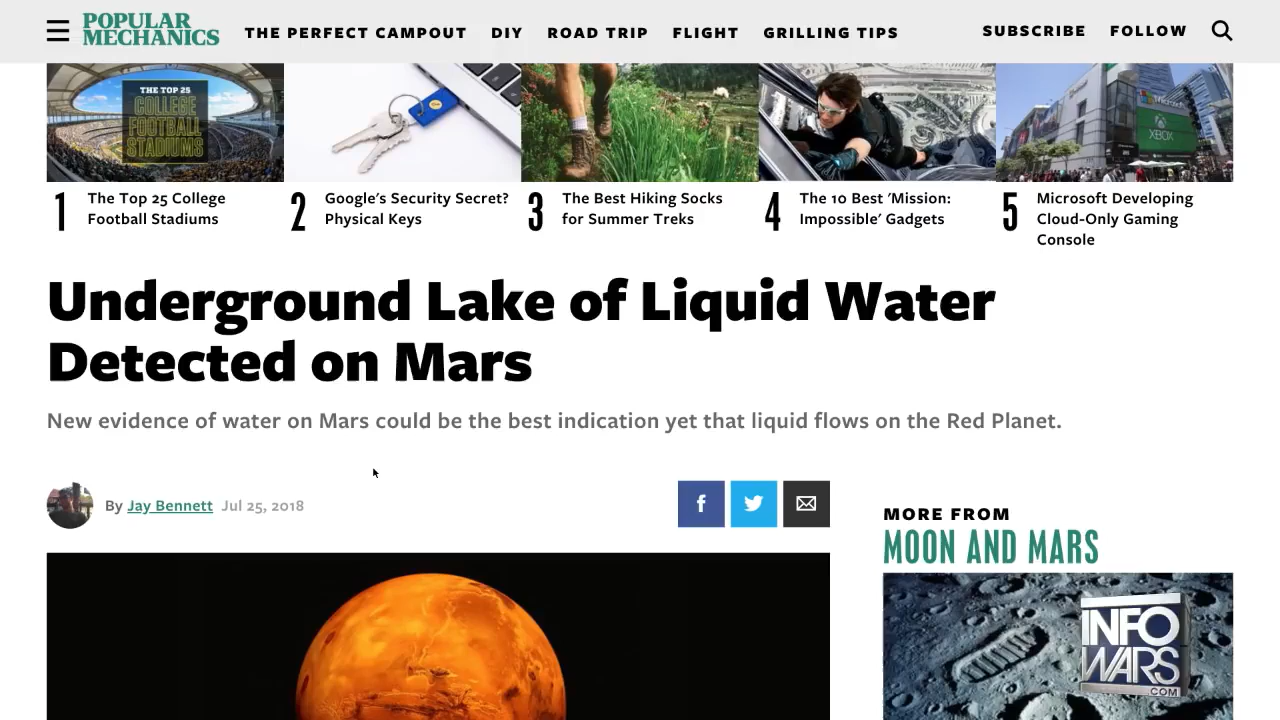 POPULAR
MECHANICS
THE PERFECT CAMPOUT
DIY
ROAD TRIP
FLIGHT
GRILLING TIPS
SUBSCRIBE
FOLLOW
THE TOP 25
COLLEGE
FOOTBALL
STADIUMS
Microsoft
XBOX
1
The Top 25 College
Football Stadiums
2
Google's Security Secret?
Physical Keys
3
The Best Hiking Socks
for Summer Treks
4
The 10 Best 'Mission:
Impossible' Gadgets
5
Microsoft Developing
Cloud-Only Gaming
Console
Underground Lake of Liquid Water
Detected on Mars
New evidence of water on Mars could be the best indication yet that liquid flows on the Red Planet.
By Jay Bennett Jul 25, 2018
f
MORE FROM
MOON AND MARS
INFO
WARS
.COM